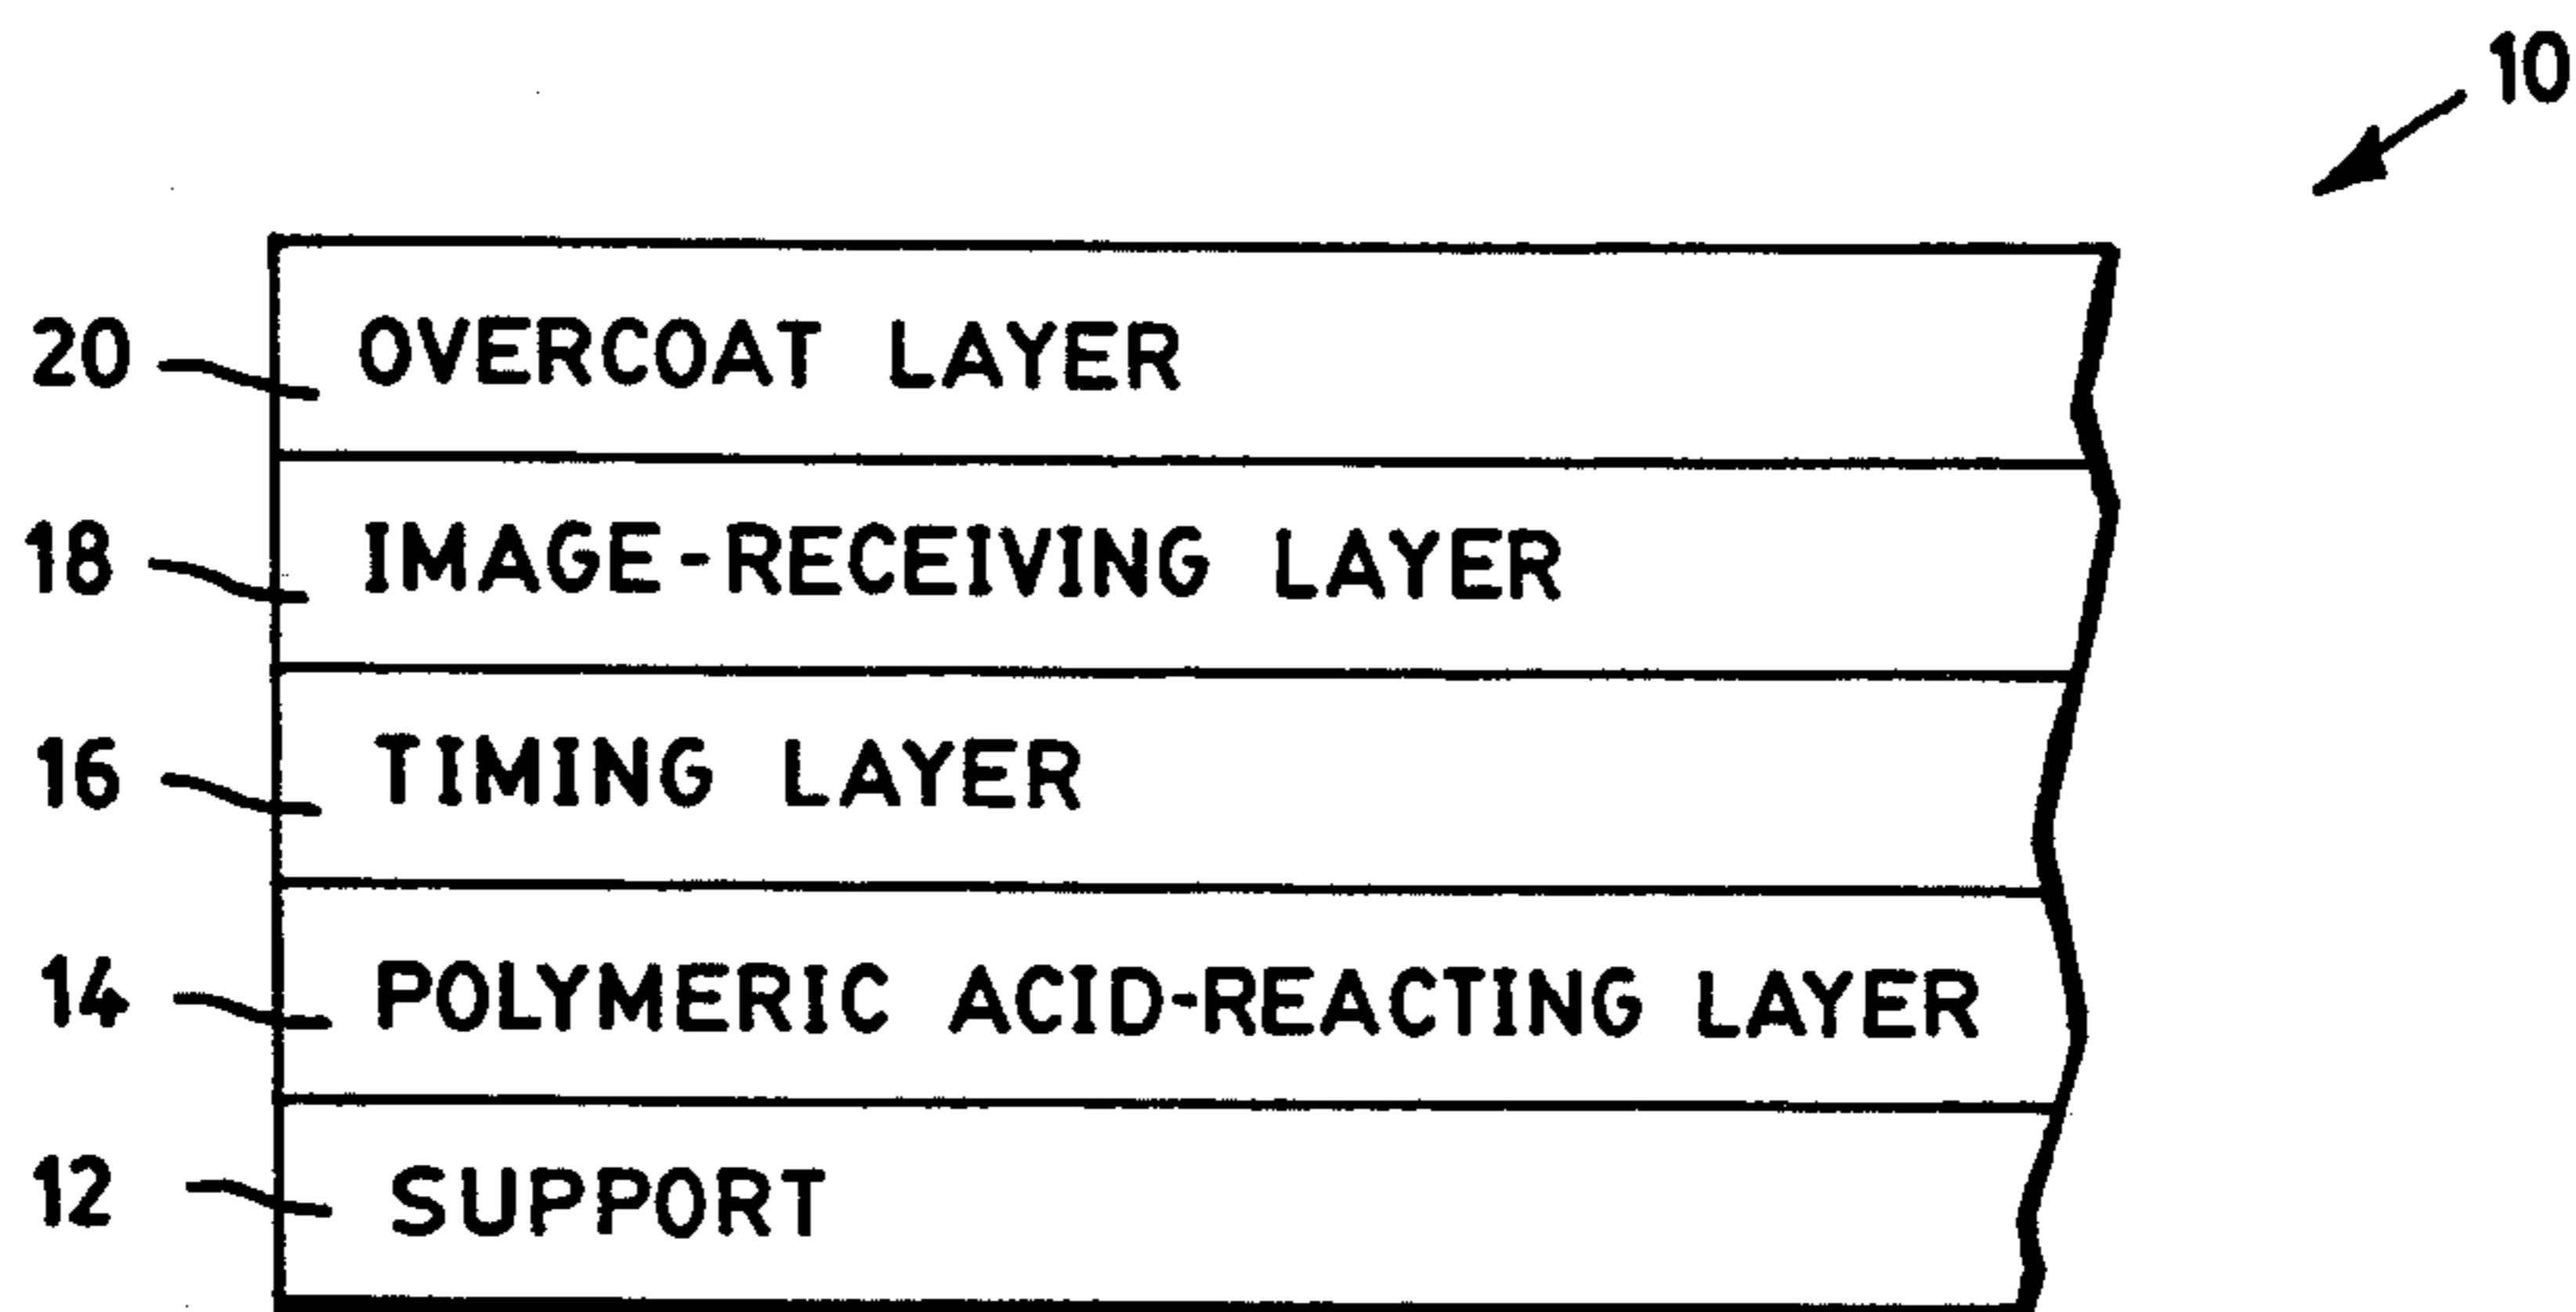 10
20 OVERCOAT LAYER
18 IMAGE-RECEIVING LAYER
16 TIMING LAYER
14 POLYMERIC ACID-REACTING LAYER
12 SUPPORT